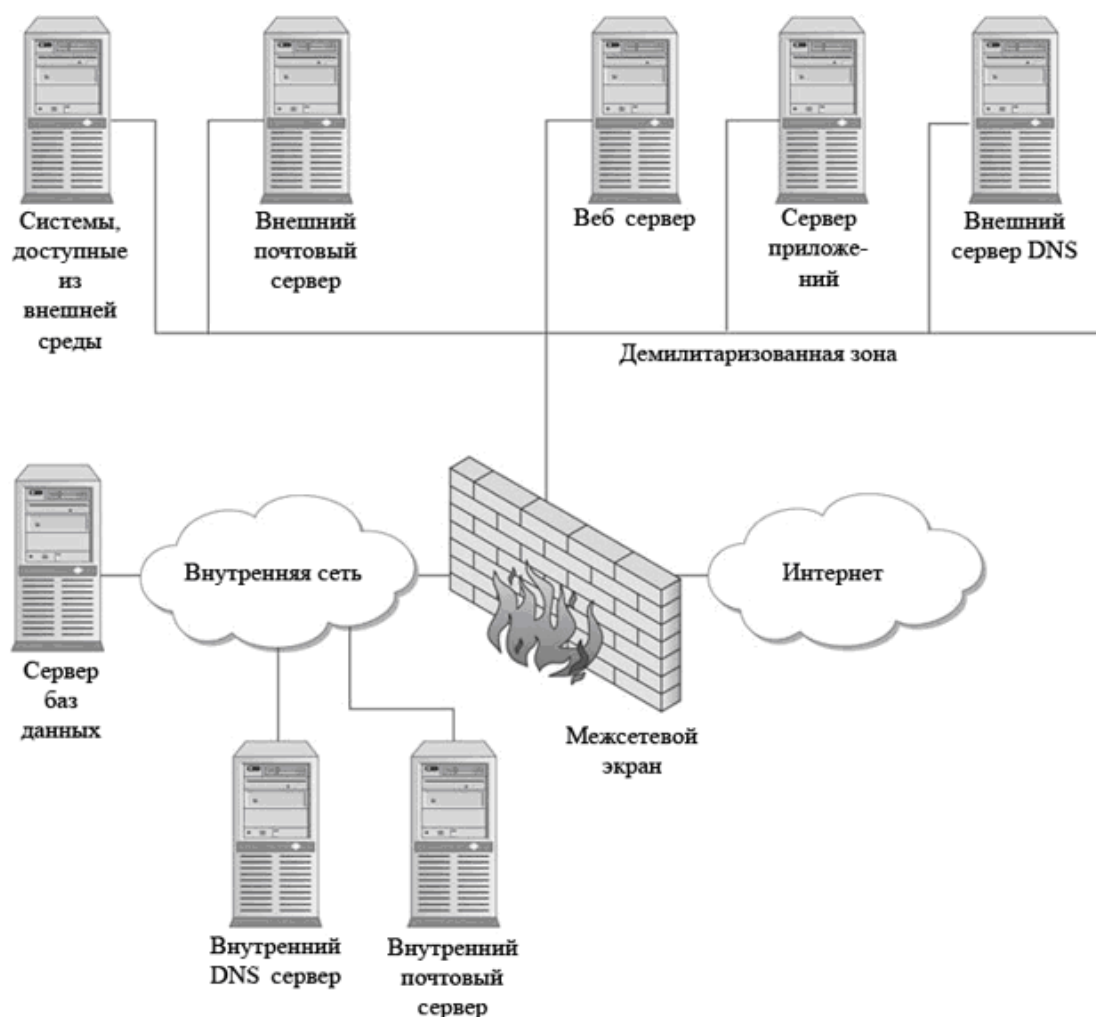 Системы,
доступные
из
внешней
среды
Внешний
почтовый
сервер
Веб сервер
Сервер
приложе-
ний
Внешний
сервер DNS
Демилитаризованная зона
Сервер
баз
данных
Внутренняя сеть
Интернет
Межсетевой
экран
Внутренний
DNS сервер
Внутренний
почтовый
сервер